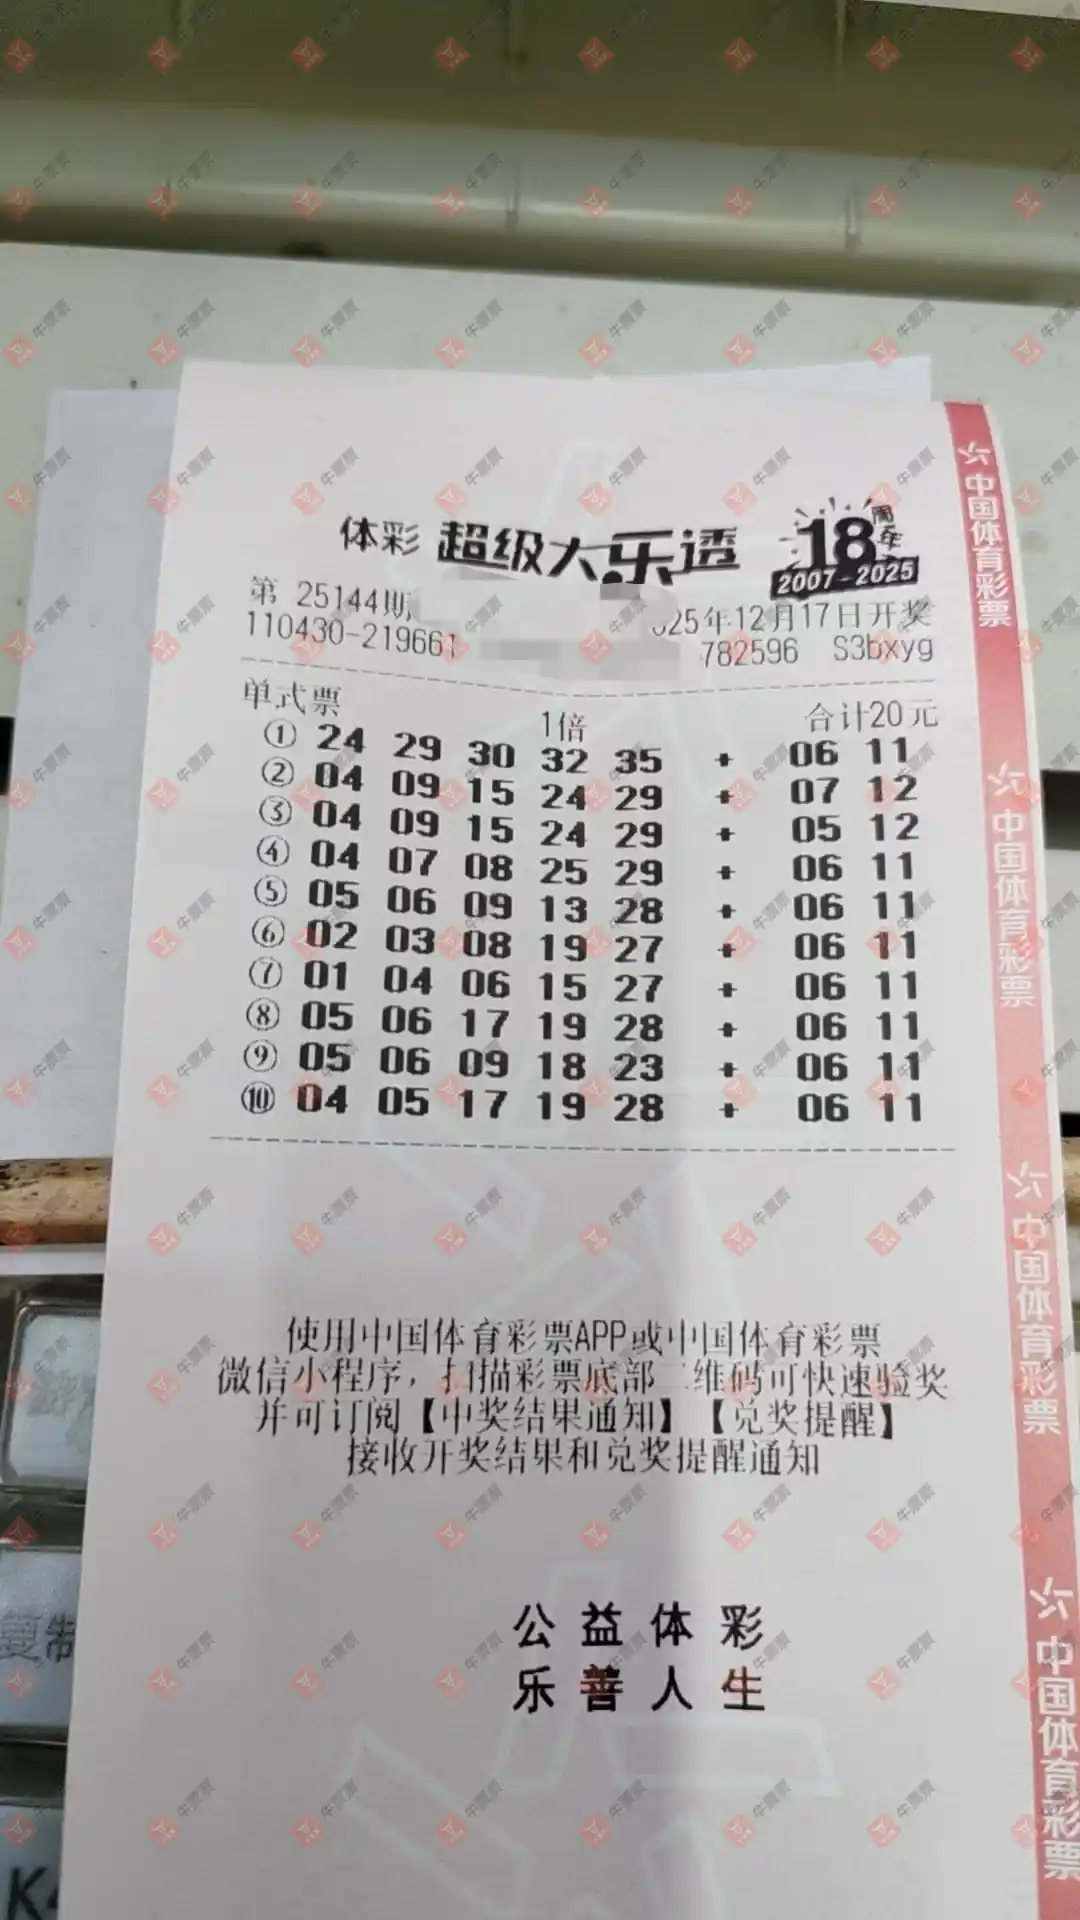 体彩 超级大乐透 18周年 2007-2025
第 25144期
25年12月17日开奖
110430-219661
782596 S3bxyg
单式票 1倍 合计20元
① 24 29 30 32 35 + 06 11
② 04 09 15 24 29 + 07 12
③ 04 09 15 24 29 + 05 12
④ 04 07 08 25 29 + 06 11
⑤ 05 06 09 13 28 + 06 11
⑥ 02 03 08 19 27 + 06 11
⑦ 01 04 06 15 27 + 06 11
⑧ 05 06 17 19 28 + 06 11
⑨ 05 06 09 18 23 + 06 11
⑩ 04 05 17 19 28 + 06 11
使用中国体育彩票APP或中国体育彩票
微信小程序，扫描彩票底部二维码可快速验奖
并可订阅【中奖结果通知】【兑奖提醒】
接收开奖结果和兑奖提醒通知
公益体彩
乐善人生
中国体育彩票
中国体育彩票
中国体育彩票
中国体育彩票
复制
牛票票